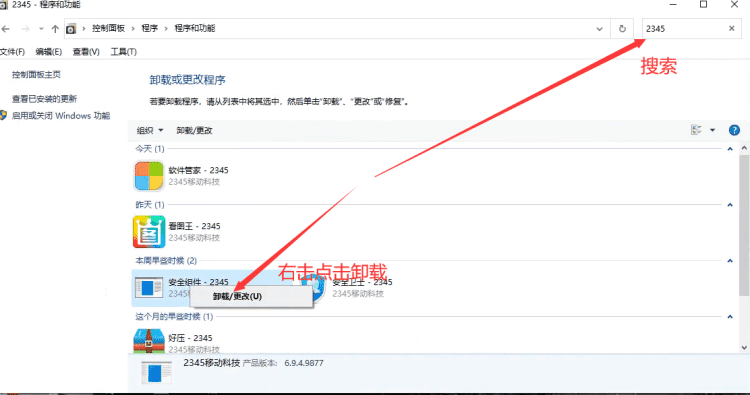 2345 - 程序和功能
控制面板 > 程序 > 程序和功能
2345
文件(F) 编辑(E) 查看(V) 工具(T)
搜索
控制面板主页
查看已安装的更新
启用或关闭 Windows 功能
卸载或更改程序
若要卸载程序，请从列表中将其选中，然后单击“卸载”、“更改”或“修复”。
组织 卸载/更改
今天 (1)
软件管家 - 2345
2345移动科技
昨天 (1)
看图王 - 2345
2345移动科技
本周早些时候 (2)
右击点击卸载
安全组件 - 2345
安全卫士 - 2345
2345移动科技
卸载/更改(U)
这个月的早些时候 (1)
好压 - 2345
2345移动科技 产品版本: 6.9.4.9877